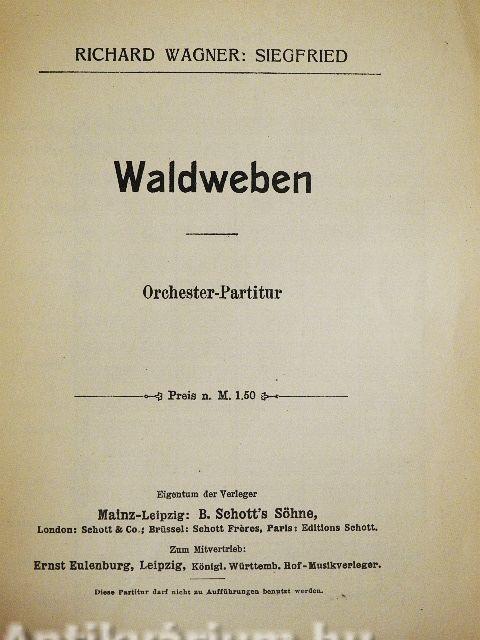 RICHARD WAGNER: SIEGFRIED
Waldweben
Orchester-Partitur
Preis n. M. 1.50
Eigentum der Verleger
Mainz-Leipzig: B. Schott's Söhne,
London: Schott & Co.; Brüssel: Schott Frères, Paris: Editions Schott.
Zum Mitvertrieb:
Ernst Eulenburg, Leipzig, Königl. Württemb. Hof-Musikverleger.
Diese Partitur darf nicht zu Aufführungen benutzt werden.
Antikvárium.hu